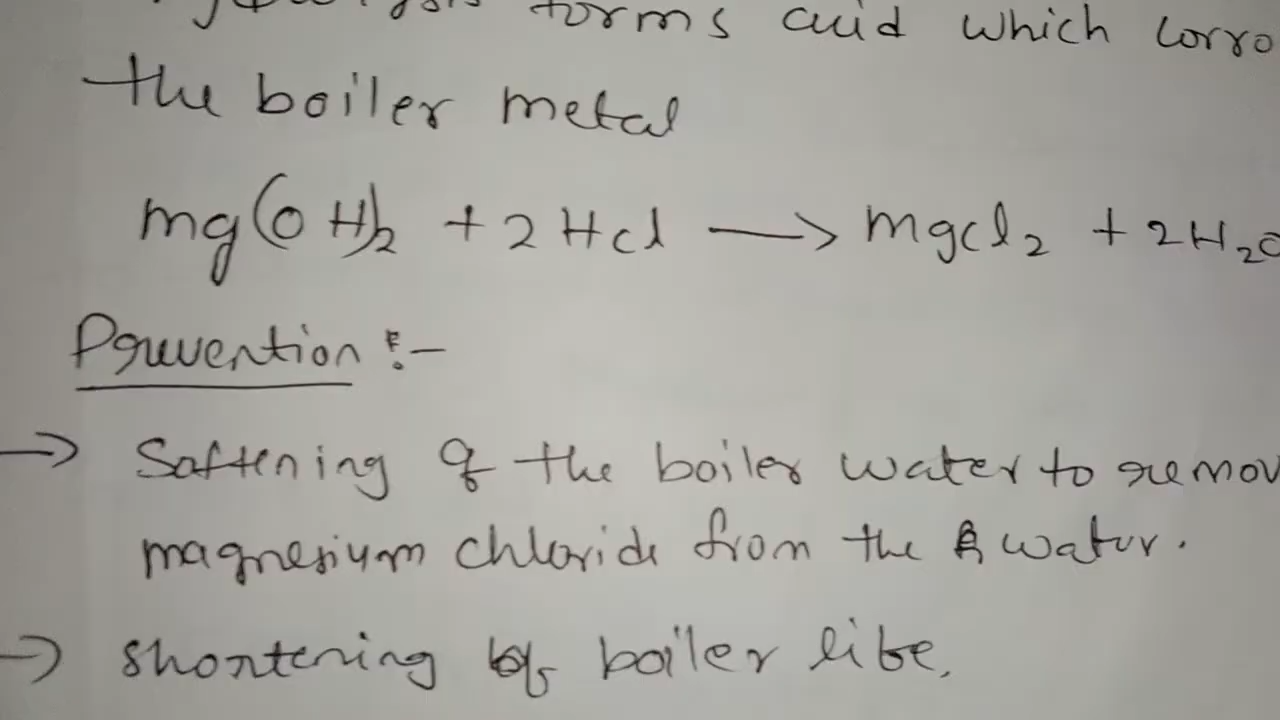 forms acid which corro
the boiler metal
mg(OH)2 + 2Hcl → mgcl2 + 2H2O
Prevention :-
→ Softening of the boiler water to remov
magnesium chloride from the water.
→ shortening of boiler life.